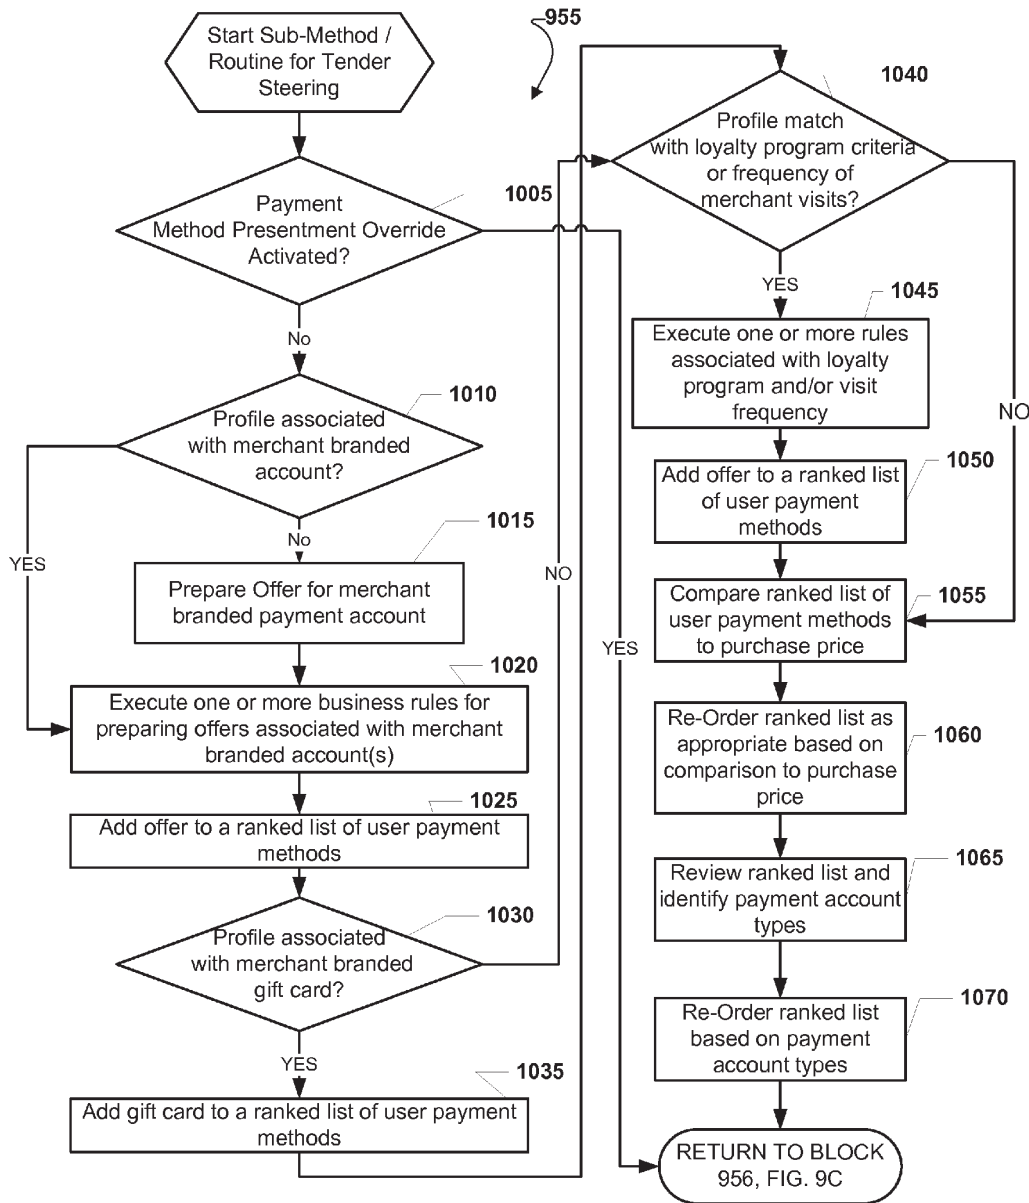 Start Sub-Method /
Routine for Tender
Steering
955
Payment
Method Presentment Override
Activated?
1005
No
YES
Profile associated
with merchant branded
account?
1010
YES
No
Prepare Offer for merchant
branded payment account
1015
Execute one or more business rules for
preparing offers associated with merchant
branded account(s)
1020
Add offer to a ranked list of user payment
methods
1025
Profile associated
with merchant branded
gift card?
1030
NO
YES
Add gift card to a ranked list of user payment
methods
1035
Profile match
with loyalty program criteria
or frequency of
merchant visits?
1040
YES
NO
Execute one or more rules
associated with loyalty
program and/or visit
frequency
1045
Add offer to a ranked list
of user payment
methods
1050
Compare ranked list of
user payment methods
to purchase price
1055
Re-Order ranked list as
appropriate based on
comparison to purchase
price
1060
Review ranked list and
identify payment account
types
1065
Re-Order ranked list
based on payment
account types
1070
RETURN TO BLOCK
956, FIG. 9C